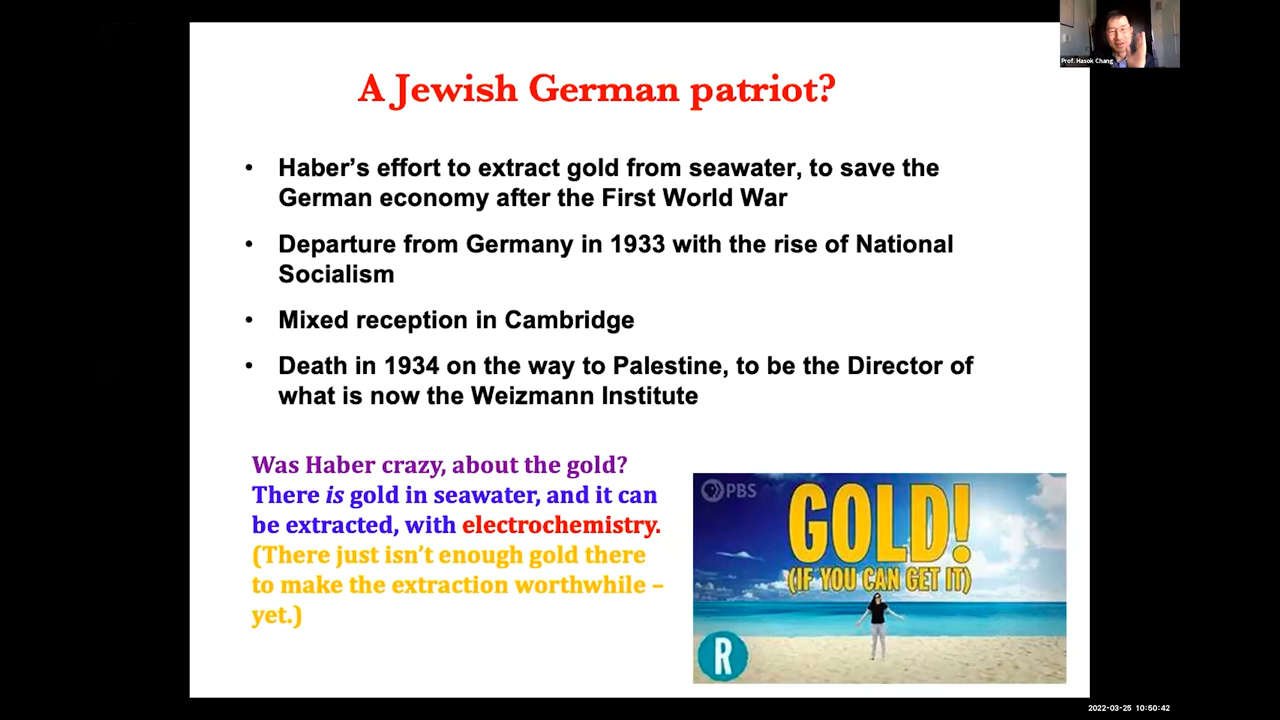 Prof. Hasok Chang
A Jewish German patriot?
• Haber’s effort to extract gold from seawater, to save the
German economy after the First World War
• Departure from Germany in 1933 with the rise of National
Socialism
• Mixed reception in Cambridge
• Death in 1934 on the way to Palestine, to be the Director of
what is now the Weizmann Institute
Was Haber crazy, about the gold?
There is gold in seawater, and it can
be extracted, with electrochemistry.
(There just isn’t enough gold there
to make the extraction worthwhile –
yet.)
PBS
GOLD!
(IF YOU CAN GET IT)
R
2022-03-25 10:50:42